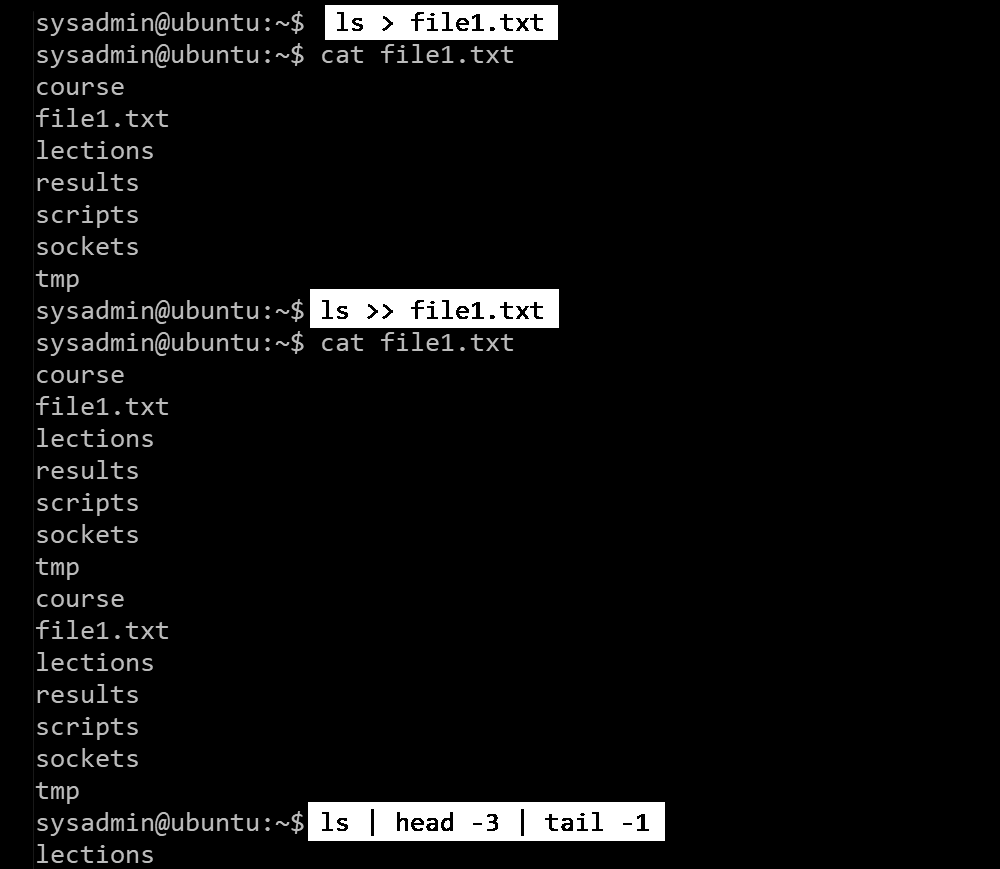 sysadmin@ubuntu:~$ ls > file1.txt
sysadmin@ubuntu:~$ cat file1.txt
course
file1.txt
lections
results
scripts
sockets
tmp
sysadmin@ubuntu:~$ ls >> file1.txt
sysadmin@ubuntu:~$ cat file1.txt
course
file1.txt
lections
results
scripts
sockets
tmp
course
file1.txt
lections
results
scripts
sockets
tmp
sysadmin@ubuntu:~$ ls | head -3 | tail -1
lections